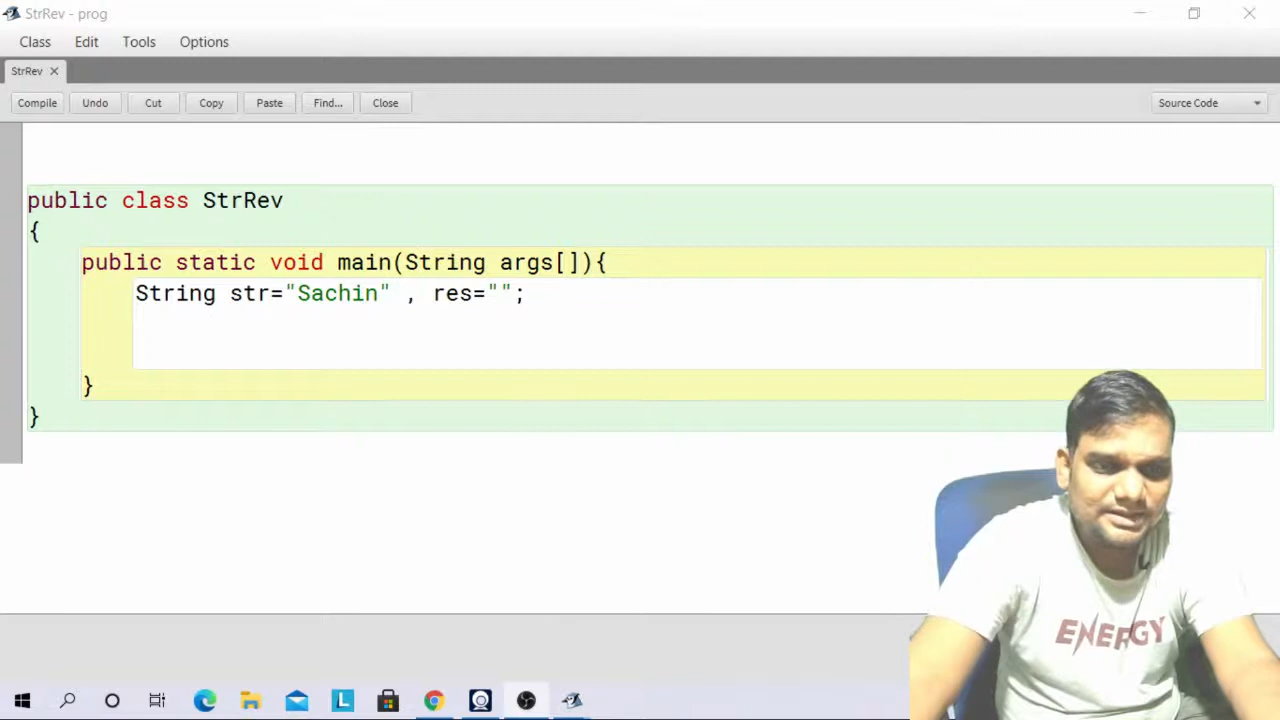 StrRev - prog
Class Edit Tools Options
StrRev
Compile Undo Cut Copy Paste Find... Close Source Code
public class StrRev
{
public static void main(String args[]){
String str="Sachin" , res="";
}
}
ENERGY
L